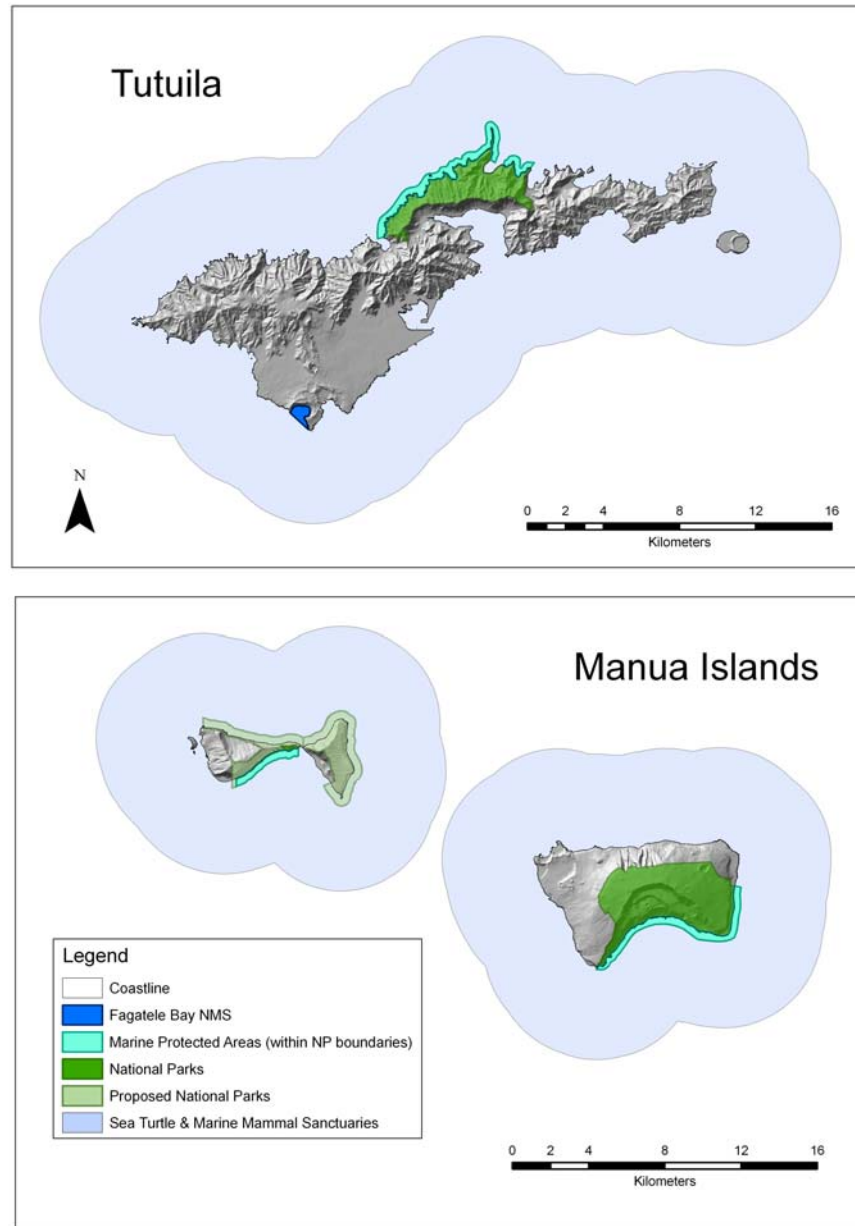 Tutuila
N
0 2 4 8 12 16
Kilometers
Manua Islands
Legend
Coastline
Fagatele Bay NMS
Marine Protected Areas (within NP boundaries)
National Parks
Proposed National Parks
Sea Turtle & Marine Mammal Sanctuaries
0 2 4 8 12 16
Kilometers